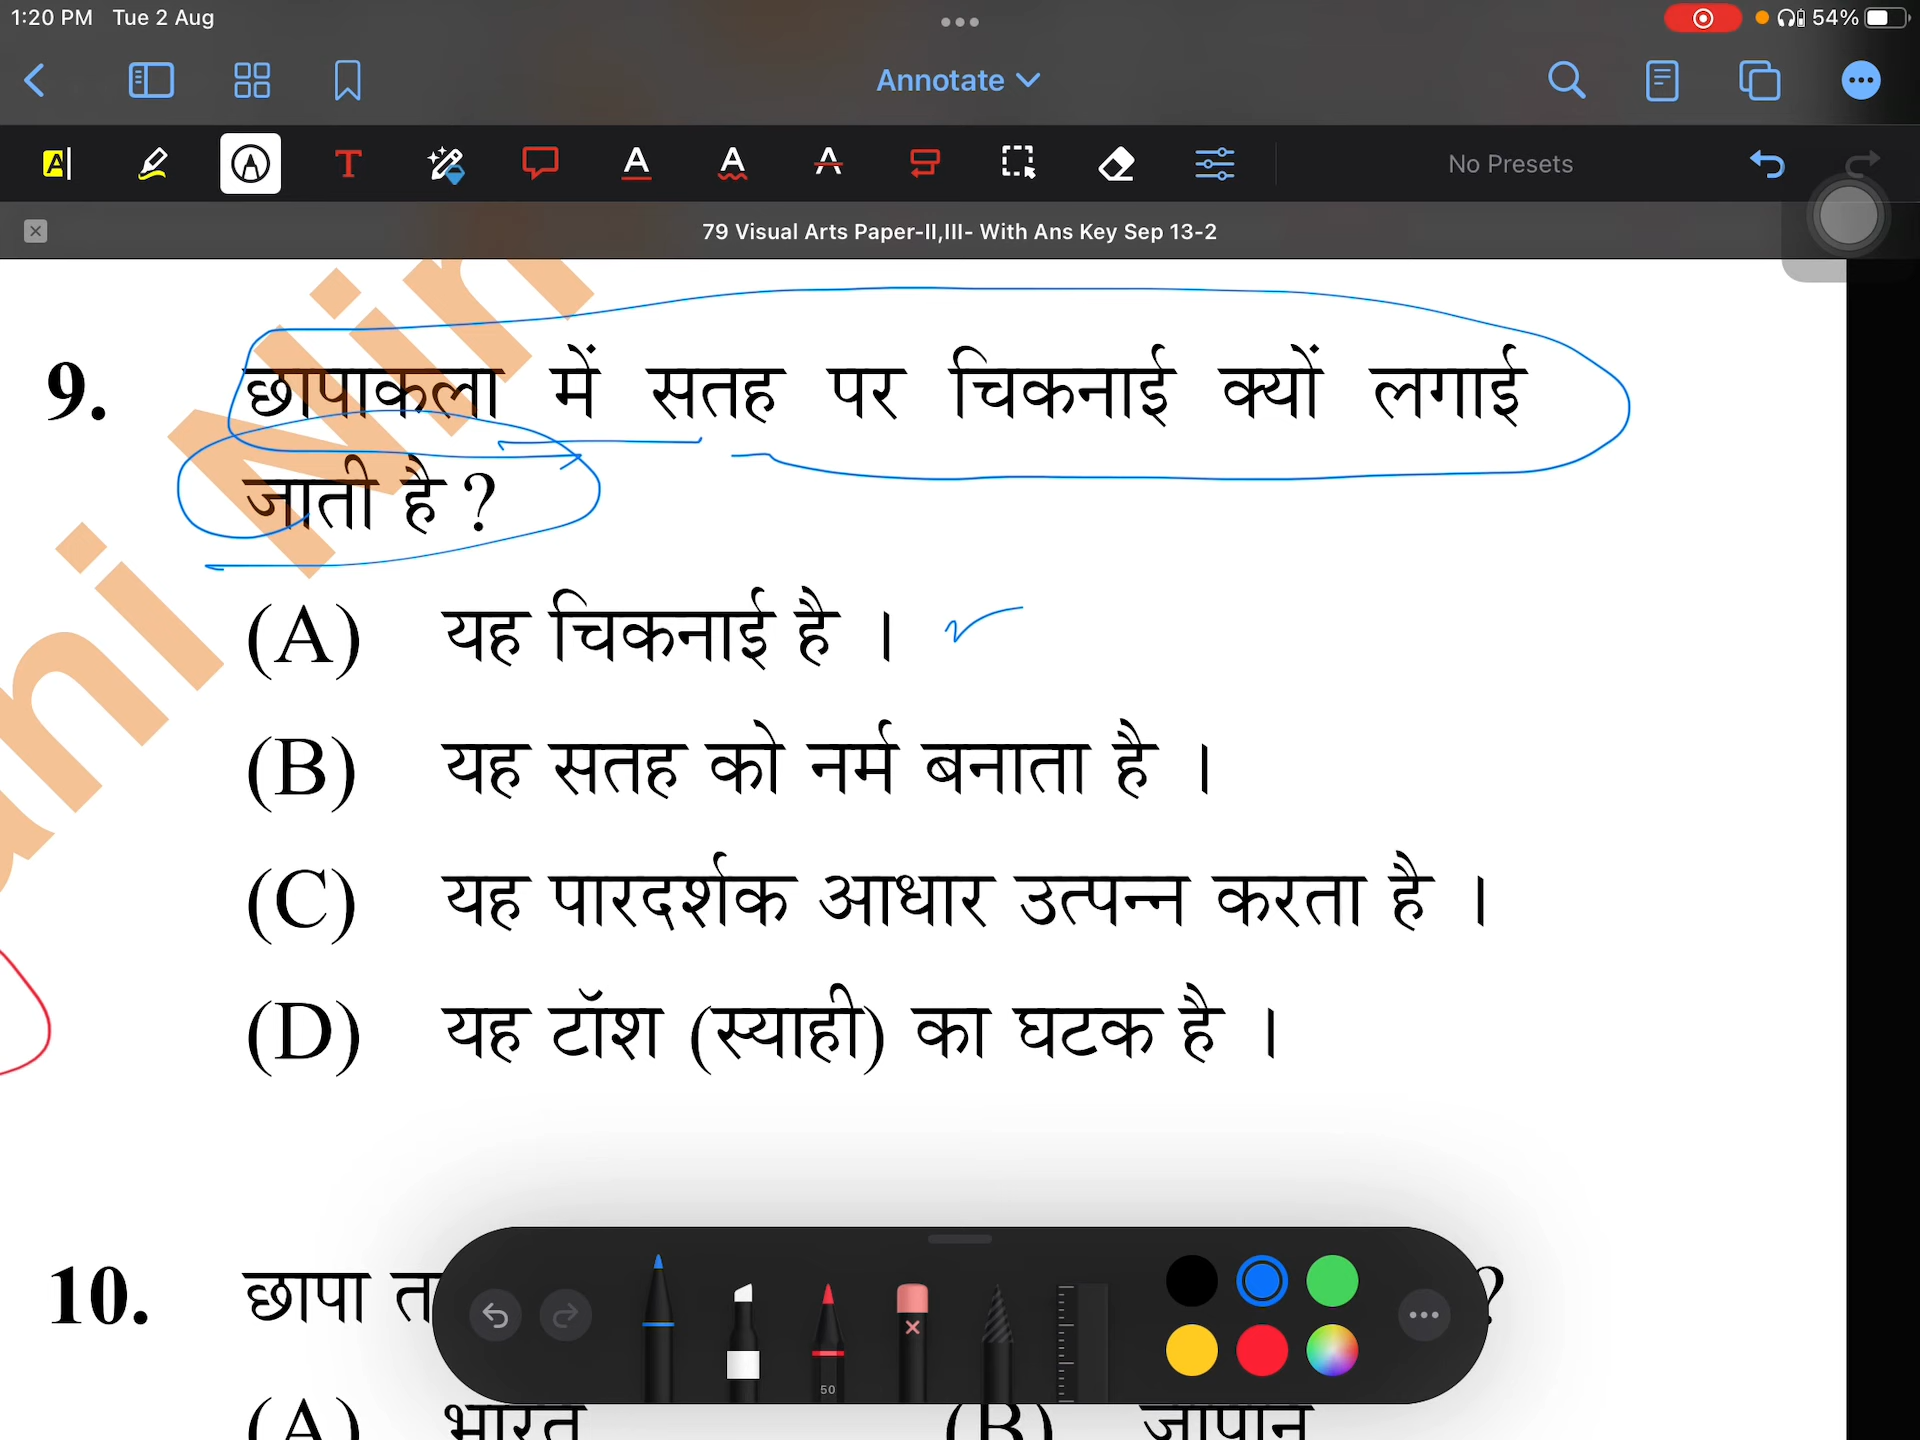 1:20 PM Tue 2 Aug
54%
Annotate
No Presets
79 Visual Arts Paper-II,III- With Ans Key Sep 13-2
9. छापाकला में सतह पर चिकनाई क्यों लगाई
जाती है ?
(A) यह चिकनाई है ।
(B) यह सतह को नर्म बनाता है ।
(C) यह पारदर्शक आधार उत्पन्न करता है ।
(D) यह टॉश (स्याही) का घटक है ।
10. छापा
50
(A) भारत (B) जापान